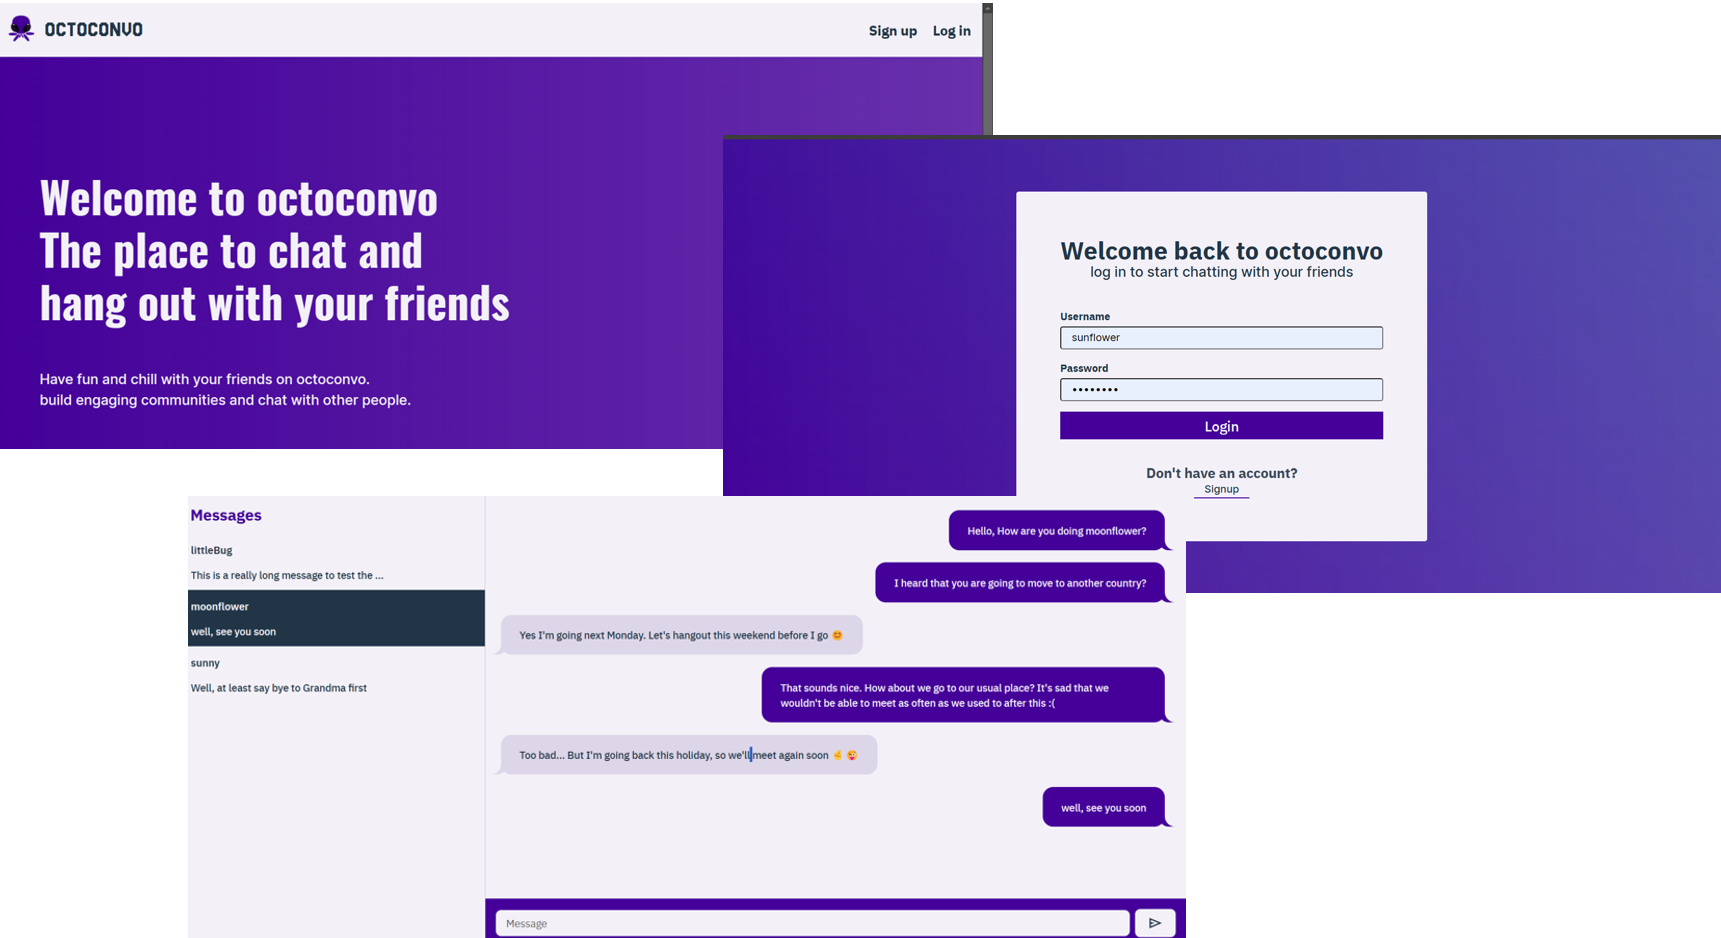 OCTOCONVO
Sign up
Log in
Welcome to octoconvo
The place to chat and
hang out with your friends
Have fun and chill with your friends on octoconvo.
build engaging communities and chat with other people.
Welcome back to octoconvo
log in to start chatting with your friends
Username
sunflower
Password
••••••••
Login
Don't have an account?
Signup
Messages
littleBug
This is a really long message to test the ...
moonflower
well, see you soon
sunny
Well, at least say bye to Grandma first
Hello, How are you doing moonflower?
I heard that you are going to move to another country?
Yes I'm going next Monday. Let's hangout this weekend before I go 😊
That sounds nice. How about we go to our usual place? It's sad that we
wouldn't be able to meet as often as we used to after this :(
Too bad... But I'm going back this holiday, so we'll meet again soon 🤞 😜
well, see you soon
Message